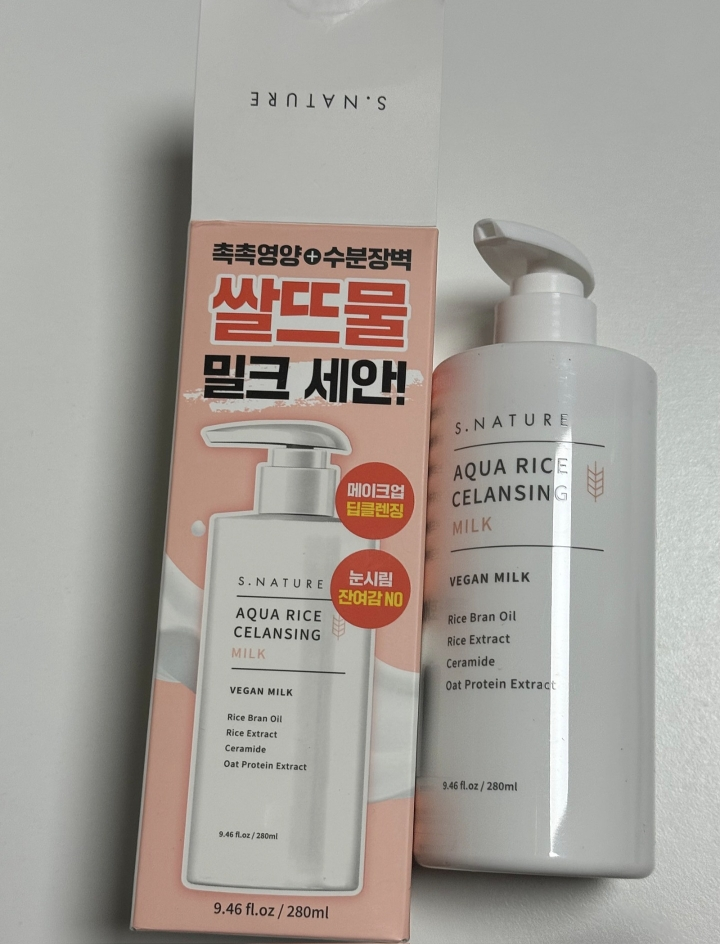 S.NATURE
촉촉영양+수분장벽
쌀뜨물
밀크 세안!
메이크업
딥클렌징
눈시림
잔여감 NO
S.NATURE
AQUA RICE
CELANSING
MILK
VEGAN MILK
Rice Bran Oil
Rice Extract
Ceramide
Oat Protein Extract
9.46 fl.oz / 280ml
9.46 fl.oz / 280ml
S.NATURE
AQUA RICE
CELANSING
MILK
VEGAN MILK
Rice Bran Oil
Rice Extract
Ceramide
Oat Protein Extract
9.46 fl.oz / 280ml